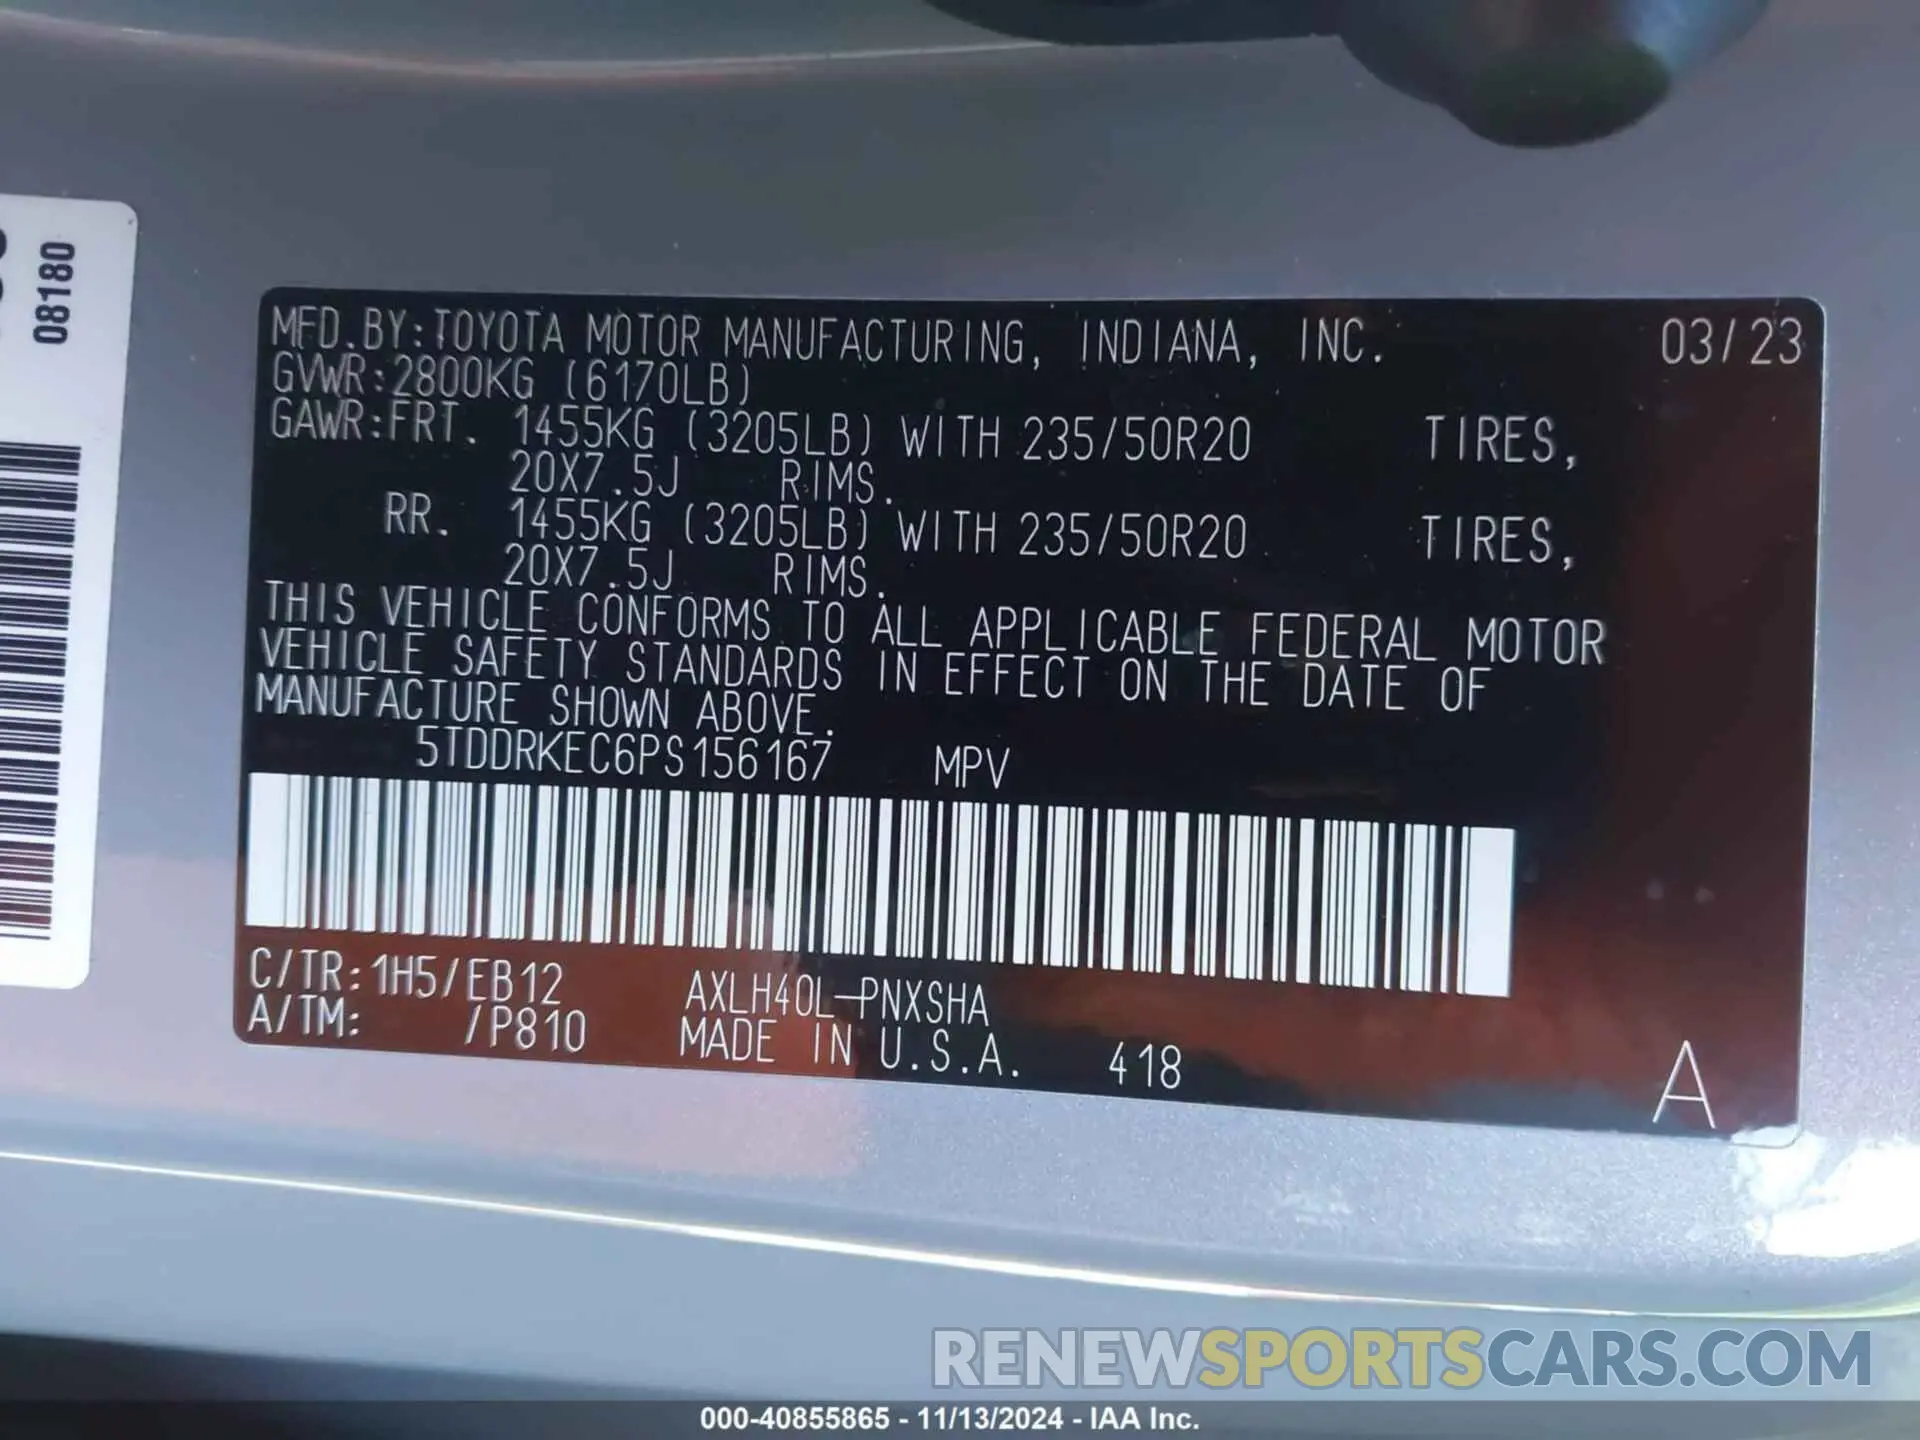 08180
MFD.BY:TOYOTA MOTOR MANUFACTURING, INDIANA, INC. 03/23
GVWR:2800KG (6170LB)
GAWR:FRT. 1455KG (3205LB) WITH 235/50R20 TIRES,
20X7.5J RIMS.
RR. 1455KG (3205LB) WITH 235/50R20 TIRES,
20X7.5J RIMS.
THIS VEHICLE CONFORMS TO ALL APPLICABLE FEDERAL MOTOR
VEHICLE SAFETY STANDARDS IN EFFECT ON THE DATE OF
MANUFACTURE SHOWN ABOVE.
5TDDRKEC6PS156167 MPV
C/TR:1H5/EB12 AXLH40L-PNXSHA
A/TM: /P810 MADE IN U.S.A. 418 A
RENEWSPORTSCARS.COM
000-40855865 - 11/13/2024 - IAA Inc.